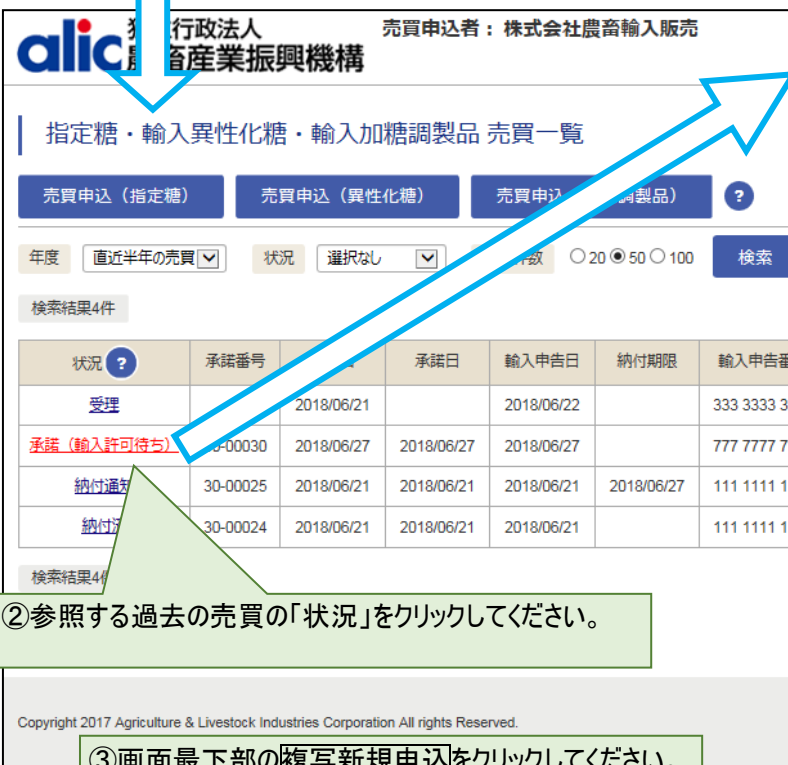 alic 行政法人
農畜産業振興機構
売買申込者： 株式会社農畜輸入販売
指定糖・輸入異性化糖・輸入加糖調製品 売買一覧
売買申込（指定糖） 売買申込（異性化糖） 売買申込 調製品） ?
年度 直近半年の売買 状況 選択なし 件数 20 50 100 検索
検索結果4件
状況 ? 承諾番号 承諾日 輸入申告日 納付期限 輸入申告番
受理 2018/06/21 2018/06/22 333 3333 3
承諾（輸入許可待ち） -00030 2018/06/27 2018/06/27 2018/06/27 777 7777 7
納付通知 30-00025 2018/06/21 2018/06/21 2018/06/21 2018/06/27 111 1111 1
納付済 30-00024 2018/06/21 2018/06/21 2018/06/21 111 1111 1
検索結果4件
②参照する過去の売買の「状況」をクリックしてください。
Copyright 2017 Agriculture & Livestock Industries Corporation All rights Reserved.
③画面最下部の複写新規申込をクリックしてください。